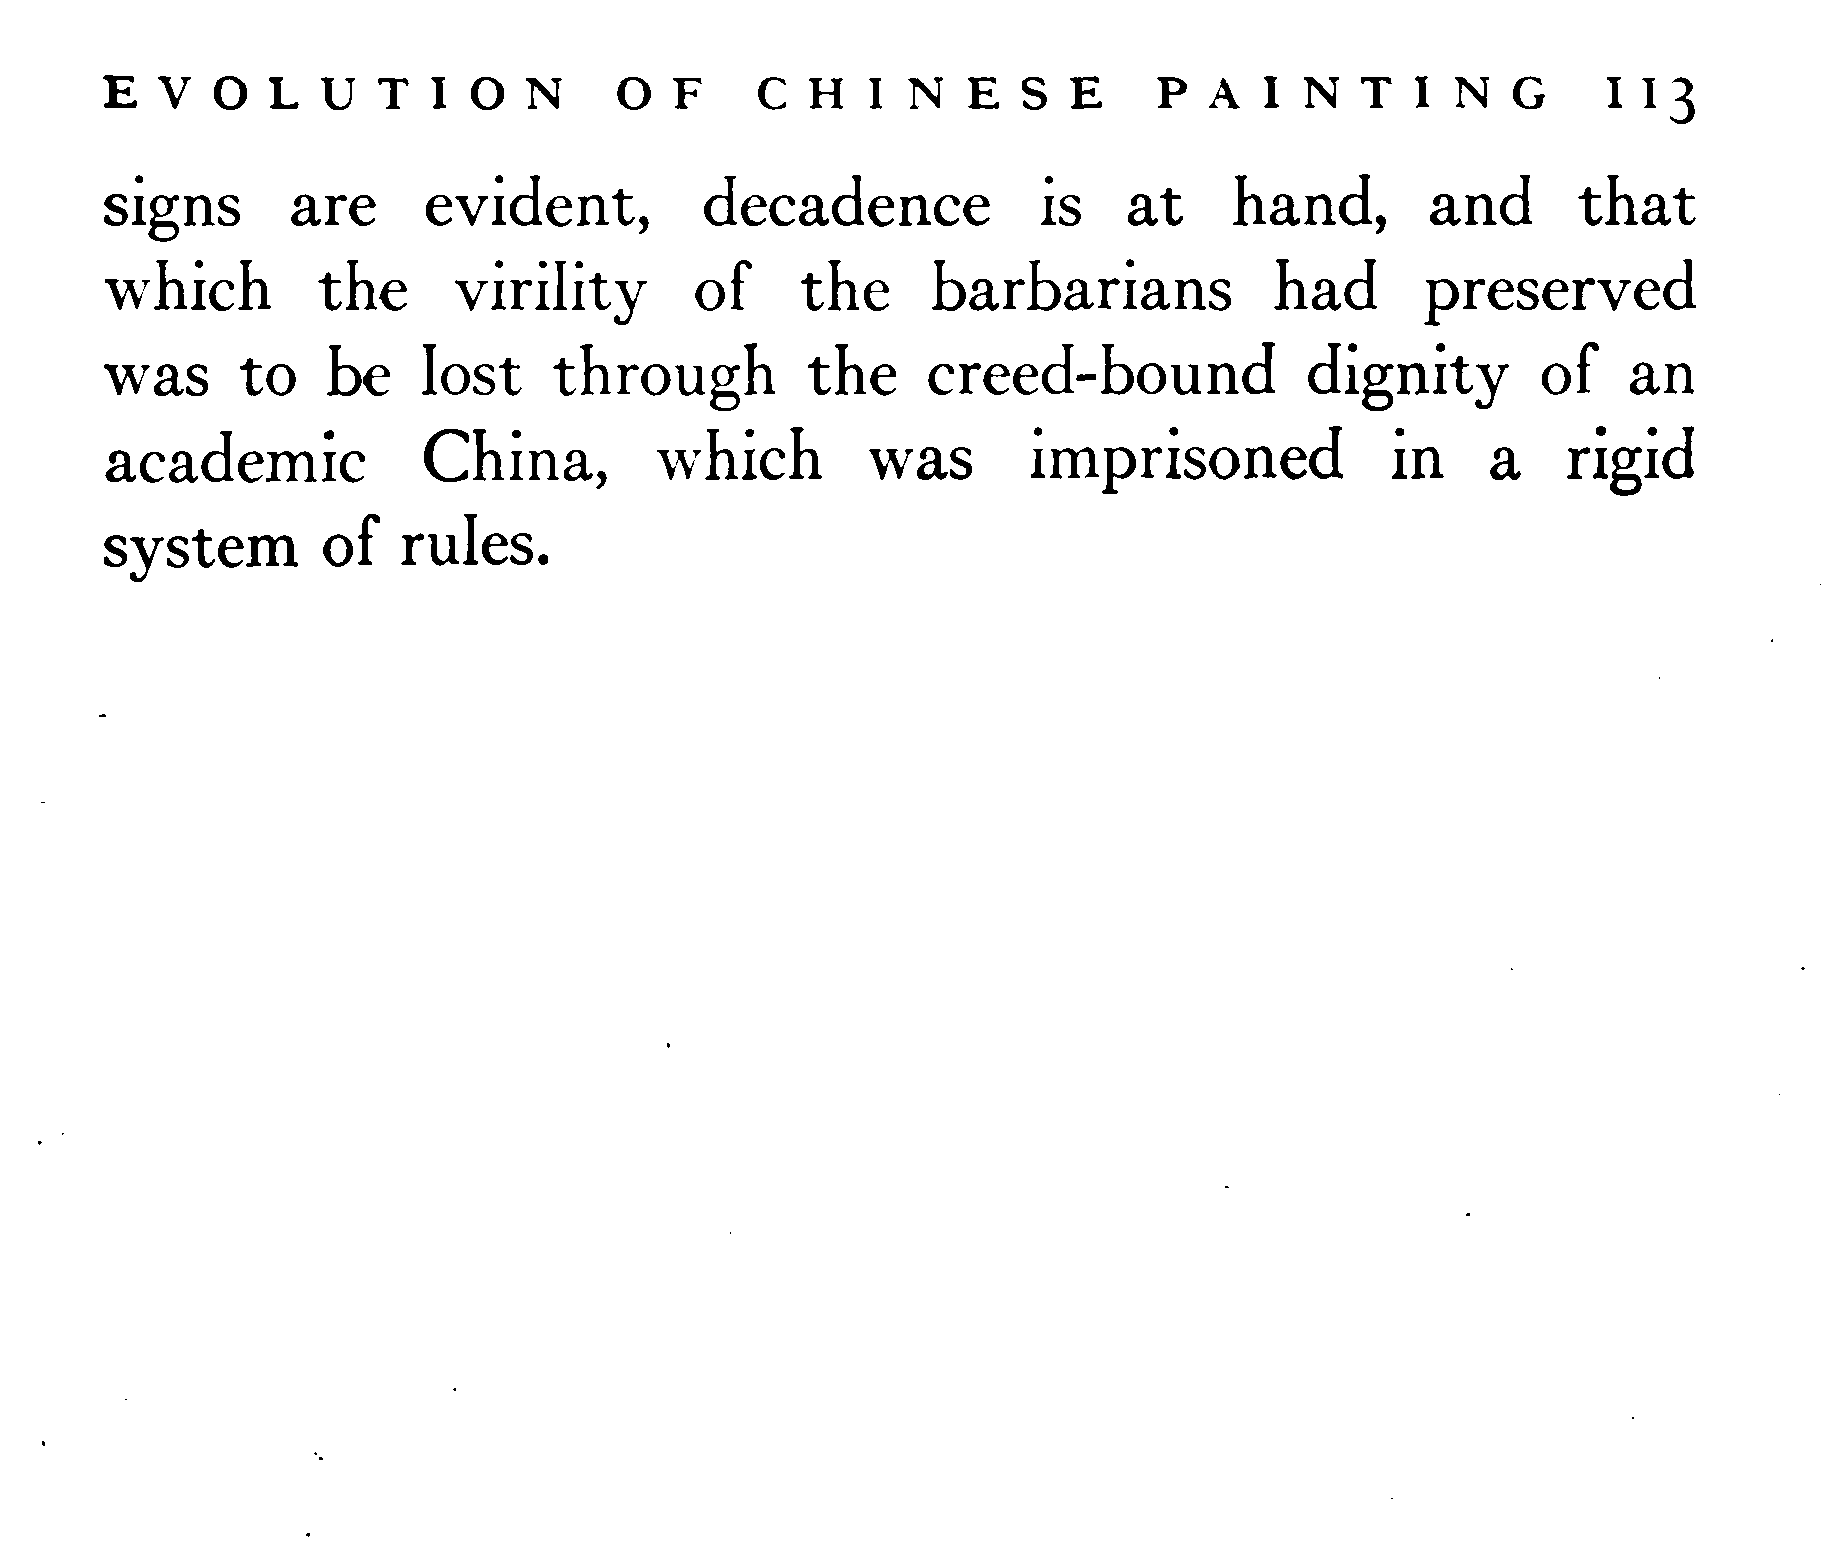 EVOLUTION OF CHINESE PAINTING 113
signs are evident, decadence is at hand, and that
which the virility of the barbarians had preserved
was to be lost through the creed-bound dignity of an
academic China, which was imprisoned in a rigid
system of rules.